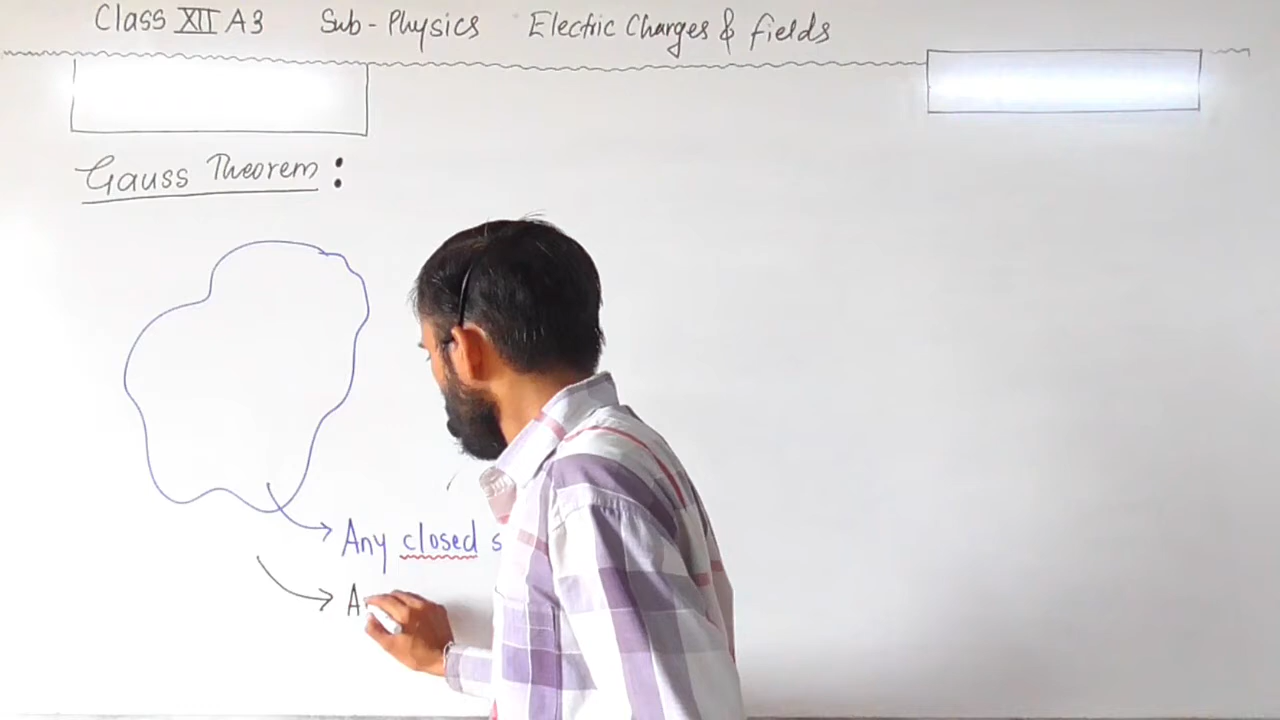 Class XII A3 Sub - Physics Electric Charges & fields
Gauss Theorem :
Any closed s
A